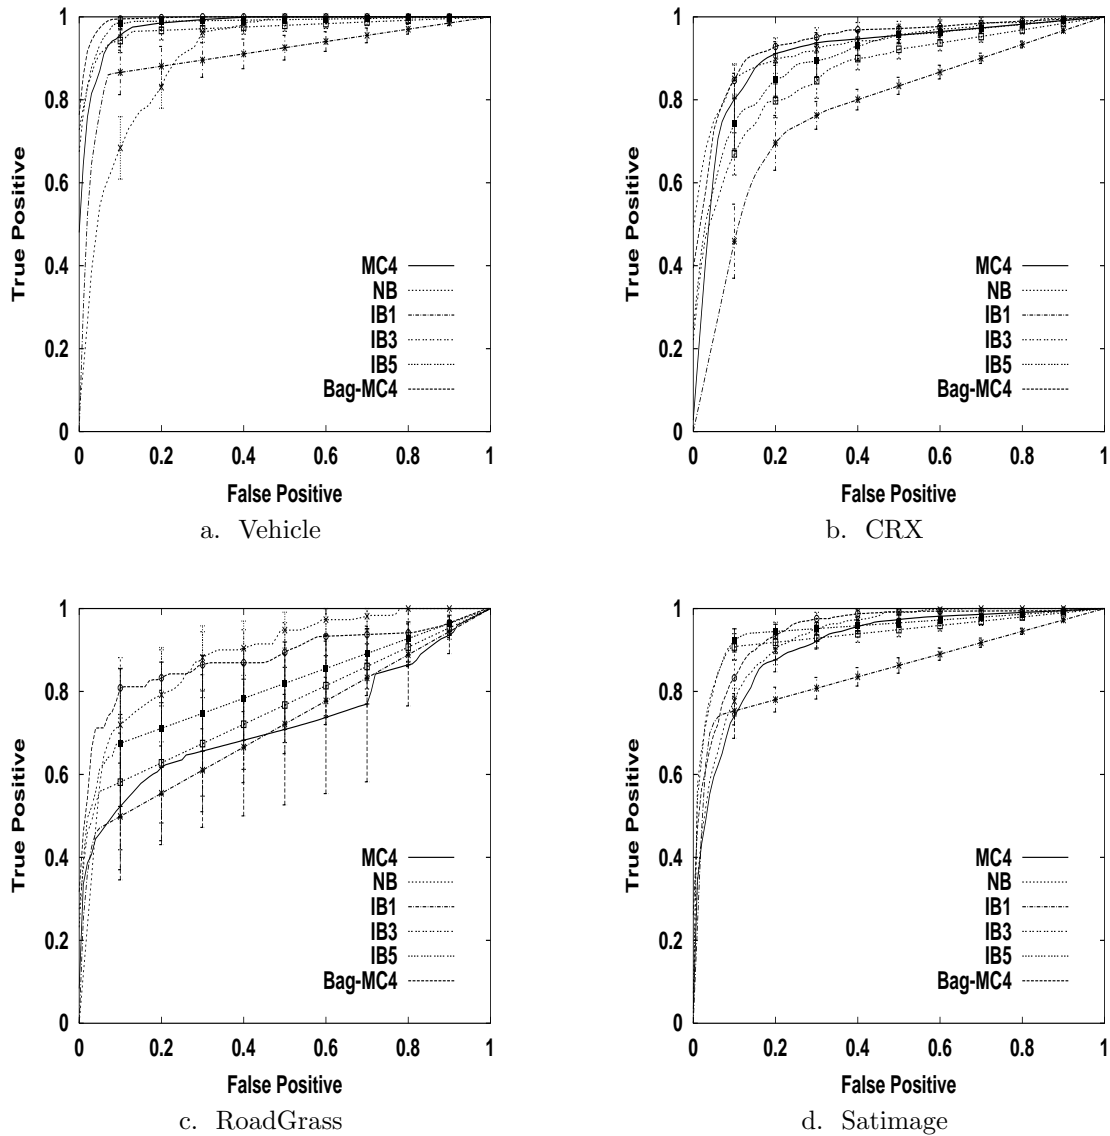 1
0.8
0.6
0.4
0.2
0
True Positive
MC4
NB
IB1
IB3
IB5
Bag-MC4
0 0.2 0.4 0.6 0.8 1
False Positive
a. Vehicle
1
0.8
0.6
0.4
0.2
0
True Positive
MC4
NB
IB1
IB3
IB5
Bag-MC4
0 0.2 0.4 0.6 0.8 1
False Positive
b. CRX
1
0.8
0.6
0.4
0.2
0
True Positive
MC4
NB
IB1
IB3
IB5
Bag-MC4
0 0.2 0.4 0.6 0.8 1
False Positive
c. RoadGrass
1
0.8
0.6
0.4
0.2
0
True Positive
MC4
NB
IB1
IB3
IB5
Bag-MC4
0 0.2 0.4 0.6 0.8 1
False Positive
d. Satimage